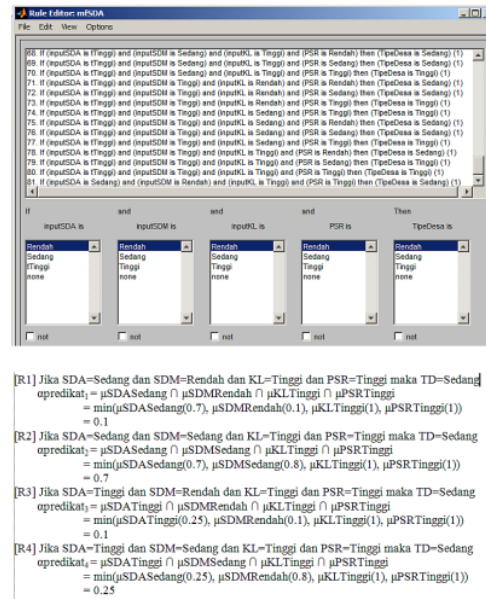 Rule Editor: mfSDA
File Edit View Options
68. If (inputSDA is tTinggi) and (inputSDM is Sedang) and (inputKL is Tinggi) and (PSR is Rendah) then (TipeDesa is Sedang) (1)
69. If (inputSDA is tTinggi) and (inputSDM is Sedang) and (inputKL is Tinggi) and (PSR is Sedang) then (TipeDesa is Sedang) (1)
70. If (inputSDA is tTinggi) and (inputSDM is Sedang) and (inputKL is Tinggi) and (PSR is Tinggi) then (TipeDesa is Tinggi) (1)
71. If (inputSDA is tTinggi) and (inputSDM is Tinggi) and (inputKL is Rendah) and (PSR is Rendah) then (TipeDesa is Sedang) (1)
72. If (inputSDA is tTinggi) and (inputSDM is Tinggi) and (inputKL is Rendah) and (PSR is Sedang) then (TipeDesa is Sedang) (1)
73. If (inputSDA is tTinggi) and (inputSDM is Tinggi) and (inputKL is Rendah) and (PSR is Tinggi) then (TipeDesa is Sedang) (1)
74. If (inputSDA is tTinggi) and (inputSDM is Tinggi) and (inputKL is Sedang) and (PSR is Rendah) then (TipeDesa is Sedang) (1)
75. If (inputSDA is tTinggi) and (inputSDM is Tinggi) and (inputKL is Sedang) and (PSR is Sedang) then (TipeDesa is Sedang) (1)
76. If (inputSDA is tTinggi) and (inputSDM is Tinggi) and (inputKL is Sedang) and (PSR is Tinggi) then (TipeDesa is Sedang) (1)
77. If (inputSDA is tTinggi) and (inputSDM is Tinggi) and (inputKL is Sedang) and (PSR is Tinggi) then (TipeDesa is Sedang) (1)
78. If (inputSDA is tTinggi) and (inputSDM is Tinggi) and (inputKL is Tinggi) and (PSR is Rendah) then (TipeDesa is Sedang) (1)
79. If (inputSDA is tTinggi) and (inputSDM is Tinggi) and (inputKL is Tinggi) and (PSR is Sedang) then (TipeDesa is Tinggi) (1)
80. If (inputSDA is tTinggi) and (inputSDM is Tinggi) and (inputKL is Tinggi) and (PSR is Tinggi) then (TipeDesa is Tinggi) (1)
81. If (inputSDA is Sedang) and (inputSDM is Rendah) and (inputKL is Tinggi) and (PSR is Tinggi) then (TipeDesa is Sedang) (1)
If and and and Then
inputSDA is inputSDM is inputKL is PSR is TipeDesa is
Rendah Rendah Rendah Rendah Rendah
Sedang Sedang Sedang Sedang Sedang
tTinggi Tinggi Tinggi Tinggi Tinggi
none none none none none
not not not not not
[R1] Jika SDA=Sedang dan SDM=Rendah dan KL=Tinggi dan PSR=Tinggi maka TD=Sedang
αpredikat₁ = μSDASedang ∩ μSDMRendah ∩ μKLTinggi ∩ μPSRTinggi
= min(μSDASedang(0.7), μSDMRendah(0.1), μKLTinggi(1), μPSRTinggi(1))
= 0.1
[R2] Jika SDA=Sedang dan SDM=Sedang dan KL=Tinggi dan PSR=Tinggi maka TD=Sedang
αpredikat₂ = μSDASedang ∩ μSDMSedang ∩ μKLTinggi ∩ μPSRTinggi
= min(μSDASedang(0.7), μSDMSedang(0.8), μKLTinggi(1), μPSRTinggi(1))
= 0.7
[R3] Jika SDA=Tinggi dan SDM=Rendah dan KL=Tinggi dan PSR=Tinggi maka TD=Sedang
αpredikat₃ = μSDATinggi ∩ μSDMRendah ∩ μKLTinggi ∩ μPSRTinggi
= min(μSDATinggi(0.25), μSDMRendah(0.1), μKLTinggi(1), μPSRTinggi(1))
= 0.1
[R4] Jika SDA=Tinggi dan SDM=Sedang dan KL=Tinggi dan PSR=Tinggi maka TD=Sedang
αpredikat₄ = μSDATinggi ∩ μSDMSedang ∩ μKLTinggi ∩ μPSRTinggi
= min(μSDASedang(0.25), μSDMRendah(0.8), μKLTinggi(1), μPSRTinggi(1))
= 0.25